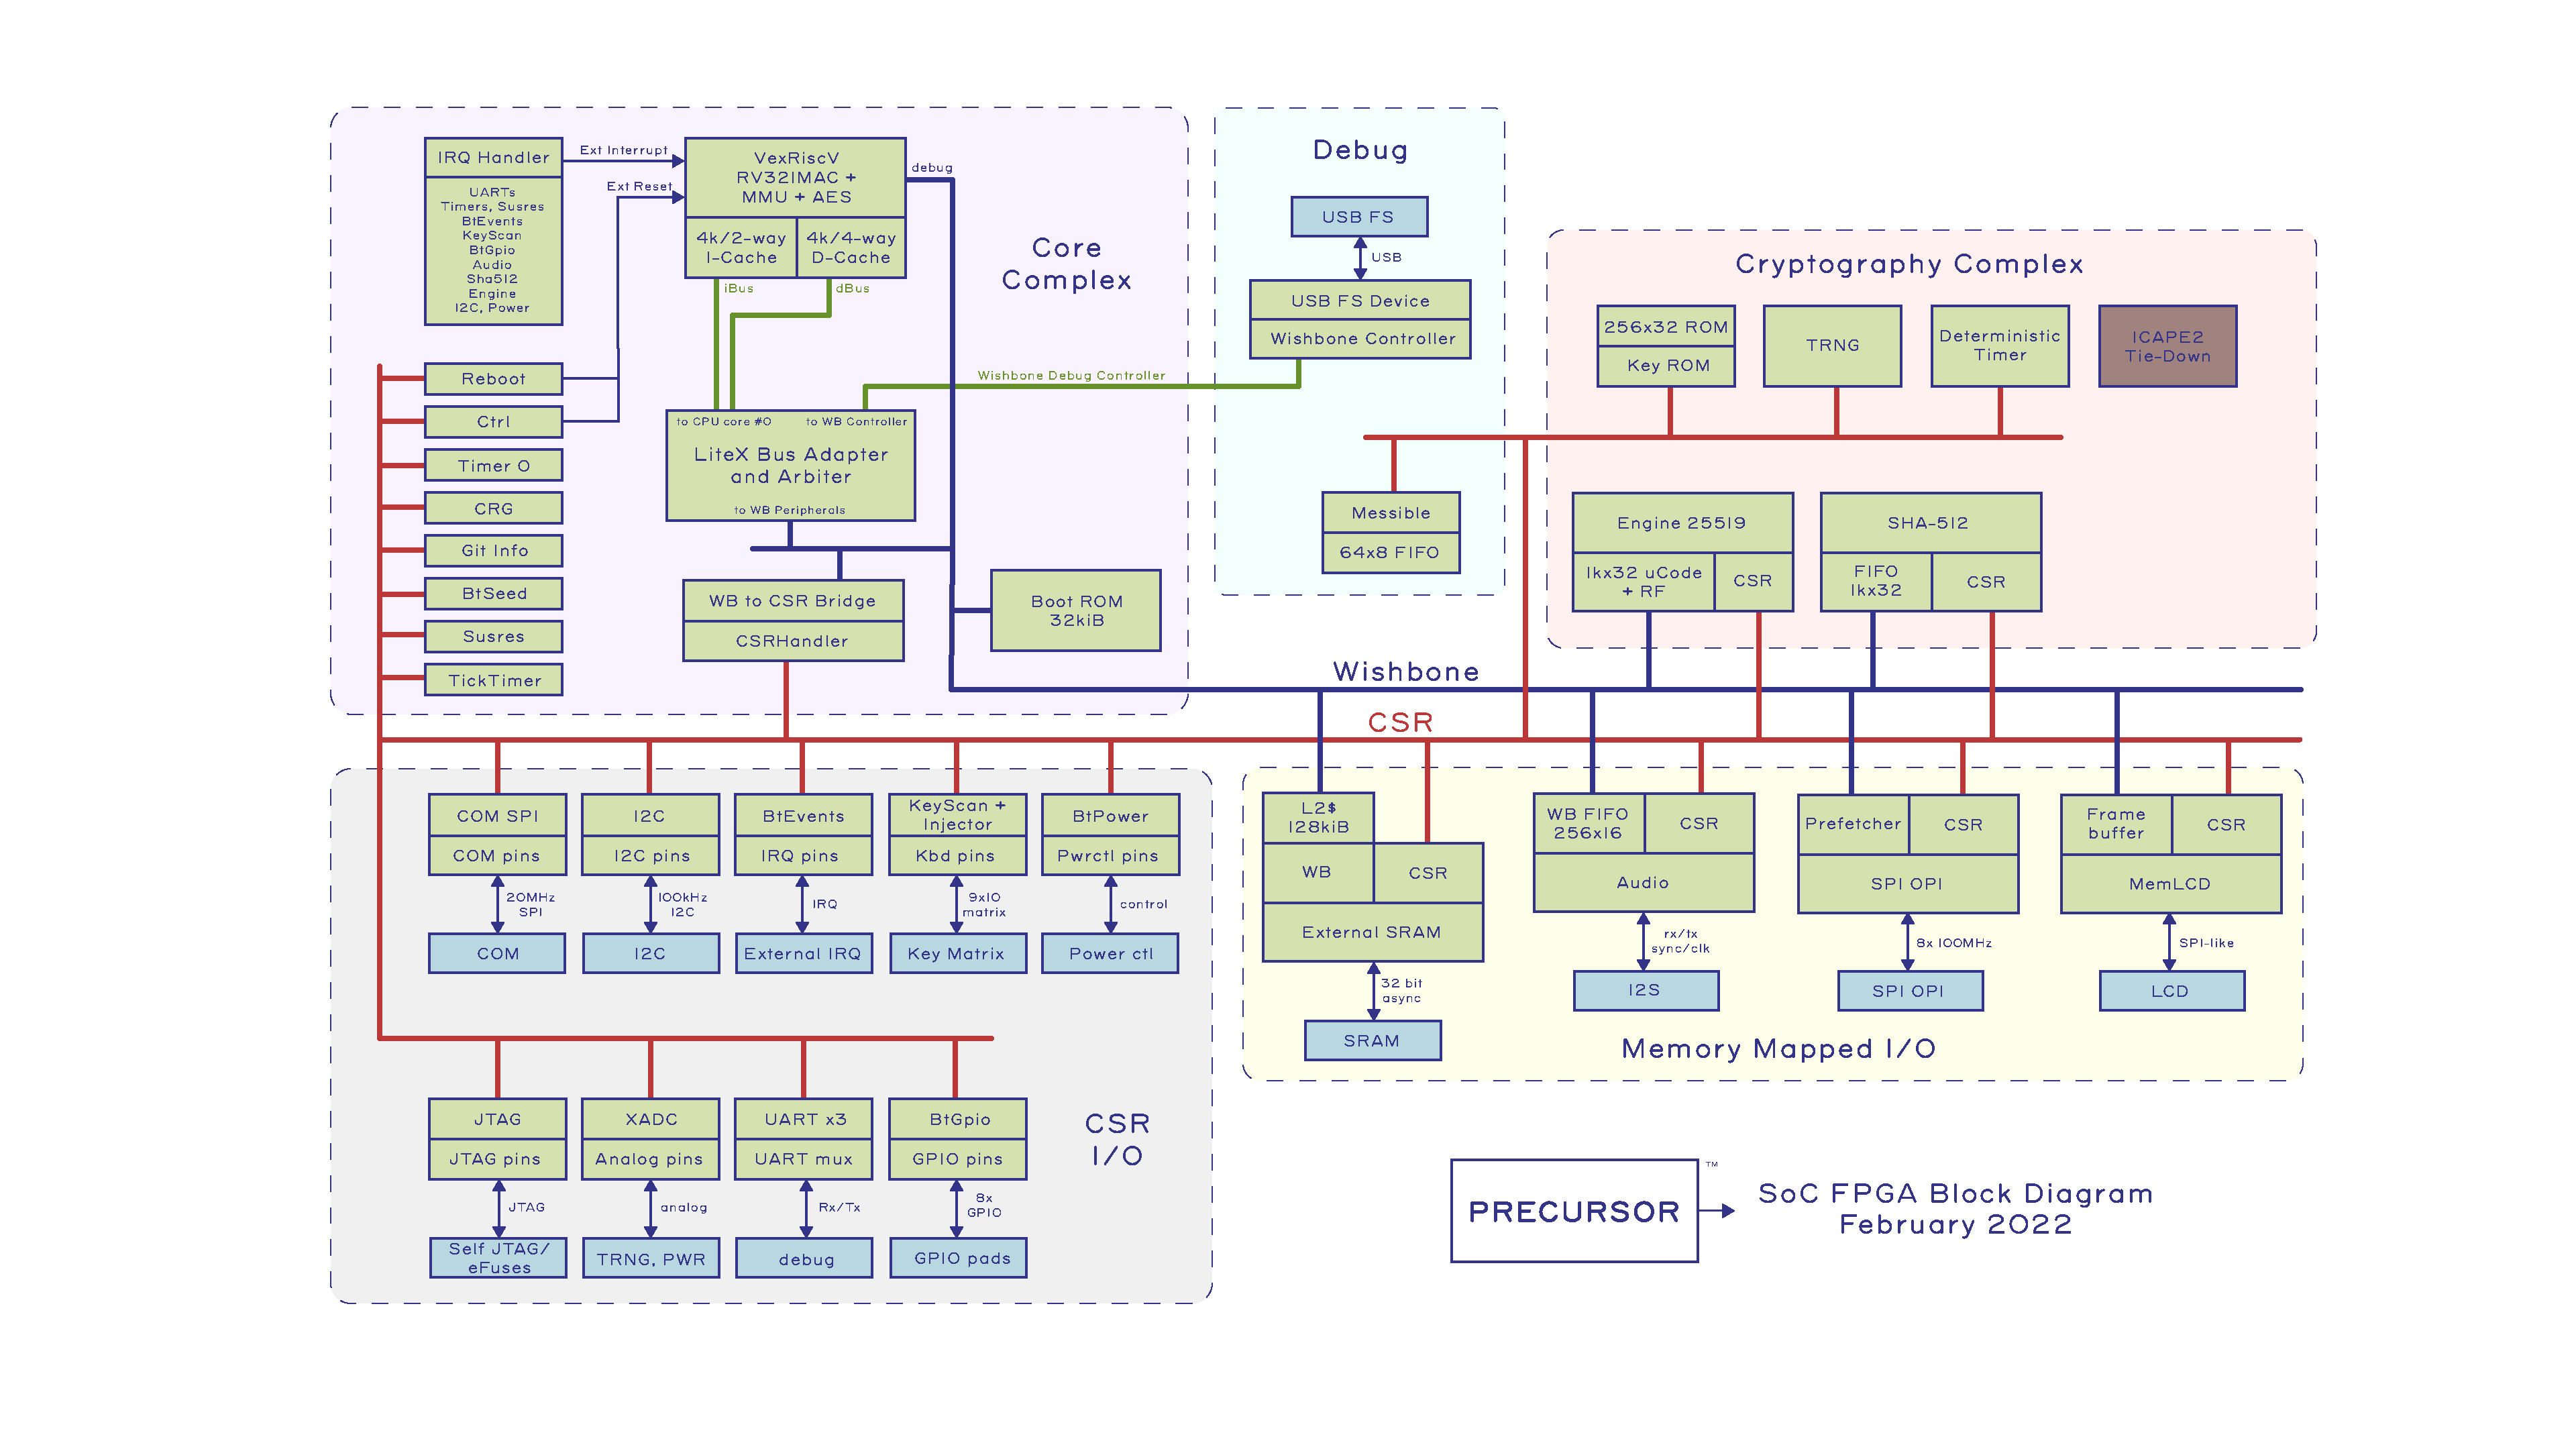 IRQ Handler
UARTs
Timers, Susres
BtEvents
KeyScan
BtGpio
Audio
Sha512
Engine
I2C, Power
Ext Interrupt
Ext Reset
VexRiscV
RV32IMAC +
MMU + AES
4k/2-way
I-Cache
4k/4-way
D-Cache
debug
iBus
dBus
Core
Complex
Reboot
Ctrl
Timer 0
CRG
Git Info
BtSeed
Susres
TickTimer
Wishbone Debug Controller
to CPU core #0
to WB Controller
LiteX Bus Adapter
and Arbiter
to WB Peripherals
WB to CSR Bridge
CSRHandler
Boot ROM
32kiB
Debug
USB FS
USB
USB FS Device
Wishbone Controller
Messible
64x8 FIFO
Cryptography Complex
256x32 ROM
Key ROM
TRNG
Deterministic
Timer
ICAPE2
Tie-Down
Engine 25519
1kx32 uCode
+ RF
CSR
SHA-512
FIFO
1kx32
CSR
Wishbone
CSR
COM SPI
COM pins
20MHz
SPI
COM
I2C
I2C pins
100kHz
I2C
I2C
BtEvents
IRQ pins
IRQ
External IRQ
KeyScan +
Injector
Kbd pins
9x10
matrix
Key Matrix
BtPower
Pwrctl pins
control
Power ctl
JTAG
JTAG pins
JTAG
Self JTAG/
eFuses
XADC
Analog pins
analog
TRNG, PWR
UART x3
UART mux
Rx/Tx
debug
BtGpio
GPIO pins
8x
GPIO
GPIO pads
CSR
I/O
L2$
128kiB
WB
CSR
External SRAM
32 bit
async
SRAM
WB FIFO
256x16
CSR
Audio
rx/tx
sync/clk
I2S
Prefetcher
CSR
SPI OPI
8x 100MHz
SPI OPI
Frame
buffer
CSR
MemLCD
SPI-like
LCD
Memory Mapped I/O
PRECURSOR
TM
SoC FPGA Block Diagram
February 2022